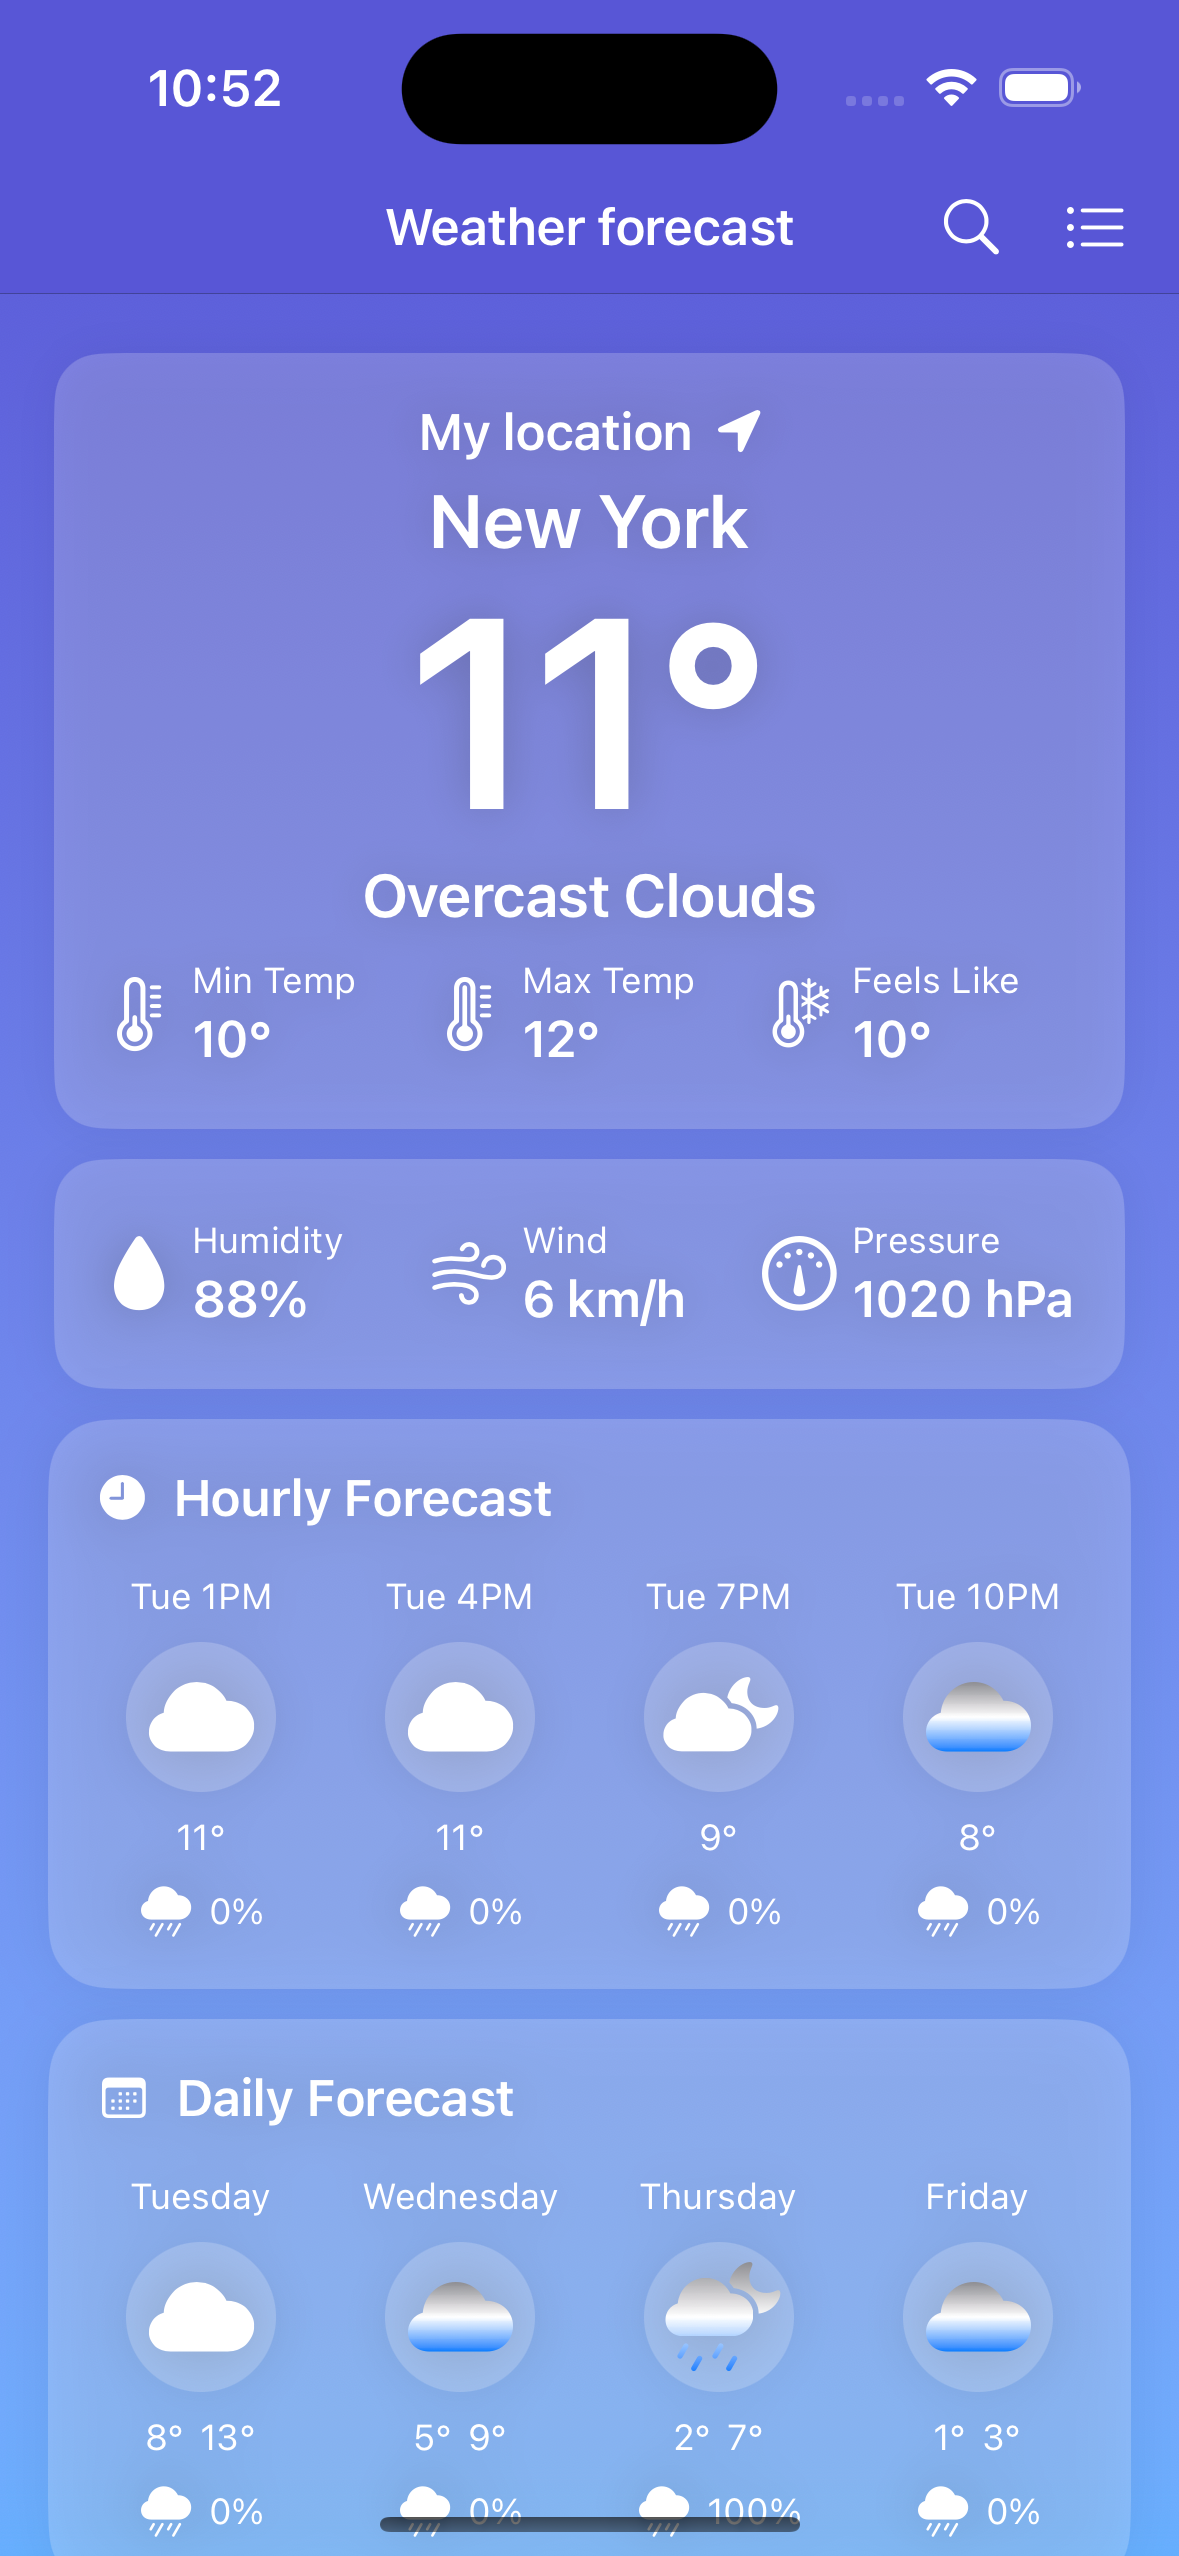 10:52
Weather forecast
My location
New York
11°
Overcast Clouds
Min Temp Max Temp Feels Like
10° 12° 10°
Humidity Wind Pressure
88% 6 km/h 1020 hPa
Hourly Forecast
Tue 1PM Tue 4PM Tue 7PM Tue 10PM
11° 11° 9° 8°
0% 0% 0% 0%
Daily Forecast
Tuesday Wednesday Thursday Friday
8° 13° 5° 9° 2° 7° 1° 3°
0% 0% 100% 0%